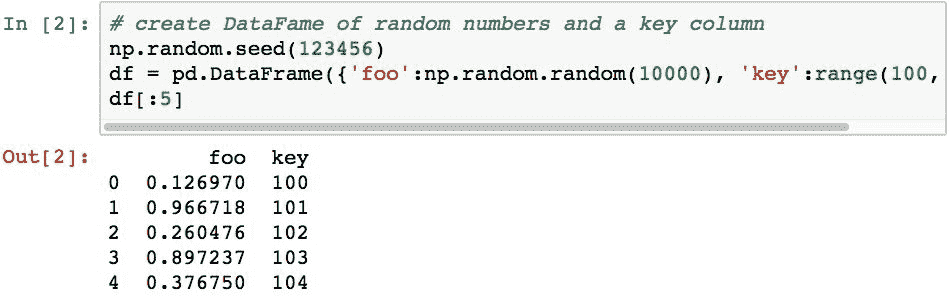 In [2]: # create DataFame of random numbers and a key column
np.random.seed(123456)
df = pd.DataFrame({'foo':np.random.random(10000), 'key':range(100,
df[:5]
Out[2]: foo key
0 0.126970 100
1 0.966718 101
2 0.260476 102
3 0.897237 103
4 0.376750 104